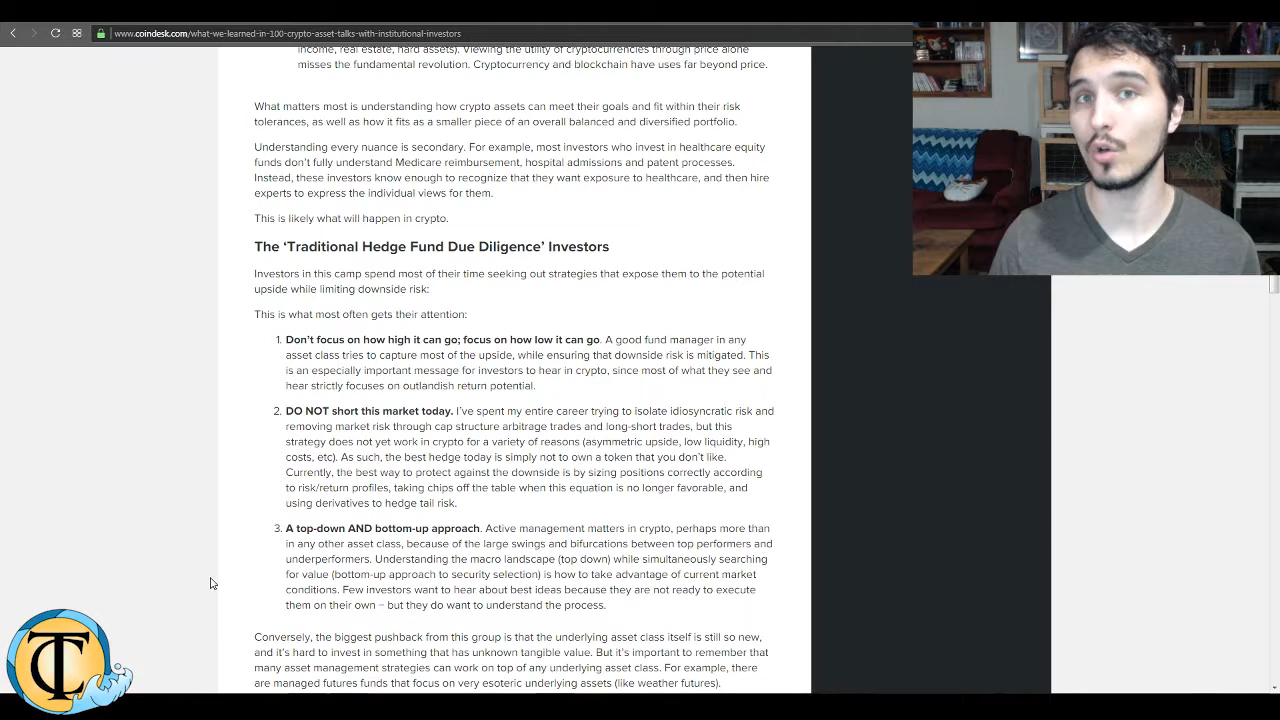 www.coindesk.com/what-we-learned-in-100-crypto-asset-talks-with-institutional-investors
income, real estate, hard assets). Viewing the utility of cryptocurrencies through price alone
misses the fundamental revolution. Cryptocurrency and blockchain have uses far beyond price.
What matters most is understanding how crypto assets can meet their goals and fit within their risk
tolerances, as well as how it fits as a smaller piece of an overall balanced and diversified portfolio.
Understanding every nuance is secondary. For example, most investors who invest in healthcare equity
funds don't fully understand Medicare reimbursement, hospital admissions and patent processes.
Instead, these investors know enough to recognize that they want exposure to healthcare, and then hire
experts to express the individual views for them.
This is likely what will happen in crypto.
The 'Traditional Hedge Fund Due Diligence' Investors
Investors in this camp spend most of their time seeking out strategies that expose them to the potential
upside while limiting downside risk:
This is what most often gets their attention:
1. Don't focus on how high it can go; focus on how low it can go. A good fund manager in any
asset class tries to capture most of the upside, while ensuring that downside risk is mitigated. This
is an especially important message for investors to hear in crypto, since most of what they see and
hear strictly focuses on outlandish return potential.
2. DO NOT short this market today. I've spent my entire career trying to isolate idiosyncratic risk and
removing market risk through cap structure arbitrage trades and long-short trades, but this
strategy does not yet work in crypto for a variety of reasons (asymmetric upside, low liquidity, high
costs, etc). As such, the best hedge today is simply not to own a token that you don't like.
Currently, the best way to protect against the downside is by sizing positions correctly according
to risk/return profiles, taking chips off the table when this equation is no longer favorable, and
using derivatives to hedge tail risk.
3. A top-down AND bottom-up approach. Active management matters in crypto, perhaps more than
in any other asset class, because of the large swings and bifurcations between top performers and
underperformers. Understanding the macro landscape (top down) while simultaneously searching
for value (bottom-up approach to security selection) is how to take advantage of current market
conditions. Few investors want to hear about best ideas because they are not ready to execute
them on their own – but they do want to understand the process.
Conversely, the biggest pushback from this group is that the underlying asset class itself is still so new,
and it's hard to invest in something that has unknown tangible value. But it's important to remember that
many asset management strategies can work on top of any underlying asset class. For example, there
are managed futures funds that focus on very esoteric underlying assets (like weather futures).